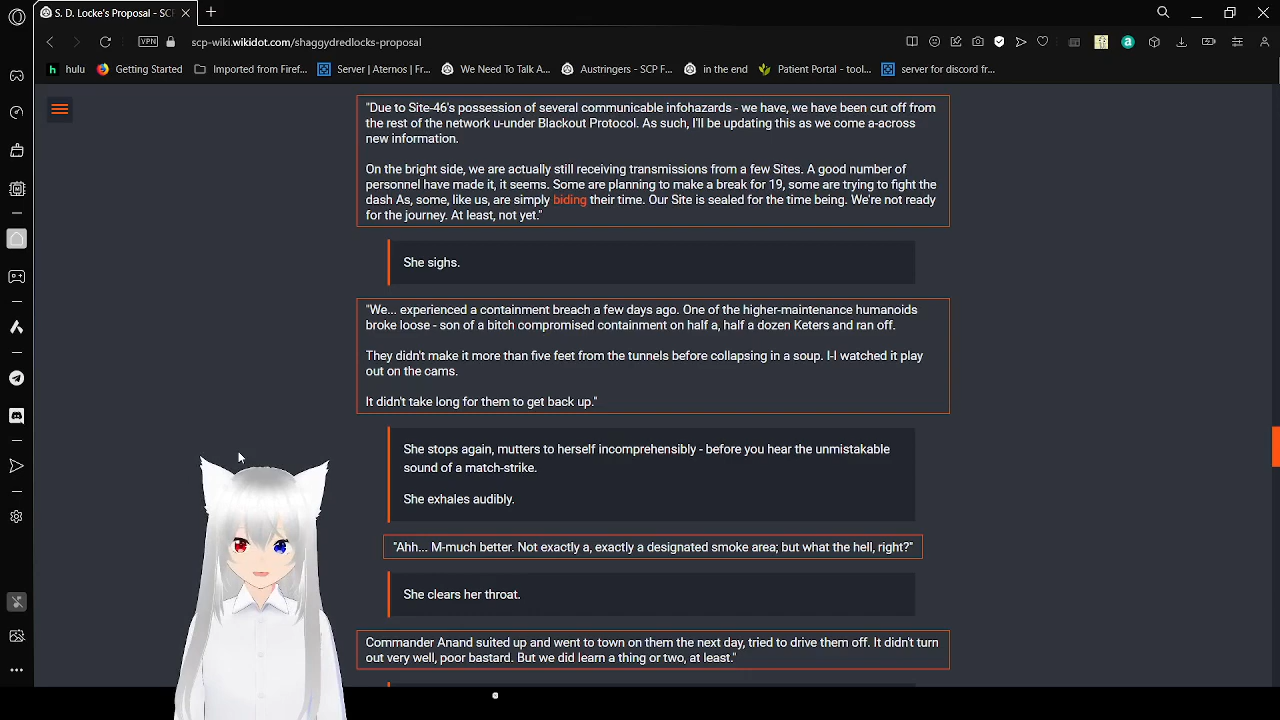 S. D. Locke's Proposal - SCP
scp-wiki.wikidot.com/shaggydredlocks-proposal
VPN
hulu
Getting Started
Imported from Firef...
Server | Aternos | Fr...
We Need To Talk A...
Austringers - SCP F...
in the end
Patient Portal - tool...
server for discord fr...
"Due to Site-46's possession of several communicable infohazards - we have, we have been cut off from
the rest of the network u-under Blackout Protocol. As such, I'll be updating this as we come a-across
new information.
On the bright side, we are actually still receiving transmissions from a few Sites. A good number of
personnel have made it, it seems. Some are planning to make a break for 19, some are trying to fight the
dash As, some, like us, are simply biding their time. Our Site is sealed for the time being. We're not ready
for the journey. At least, not yet."
She sighs.
"We... experienced a containment breach a few days ago. One of the higher-maintenance humanoids
broke loose - son of a bitch compromised containment on half a, half a dozen Keters and ran off.
They didn't make it more than five feet from the tunnels before collapsing in a soup. I-I watched it play
out on the cams.
It didn't take long for them to get back up."
She stops again, mutters to herself incomprehensibly - before you hear the unmistakable
sound of a match-strike.
She exhales audibly.
"Ahh... M-much better. Not exactly a, exactly a designated smoke area; but what the hell, right?"
She clears her throat.
Commander Anand suited up and went to town on them the next day, tried to drive them off. It didn't turn
out very well, poor bastard. But we did learn a thing or two, at least."